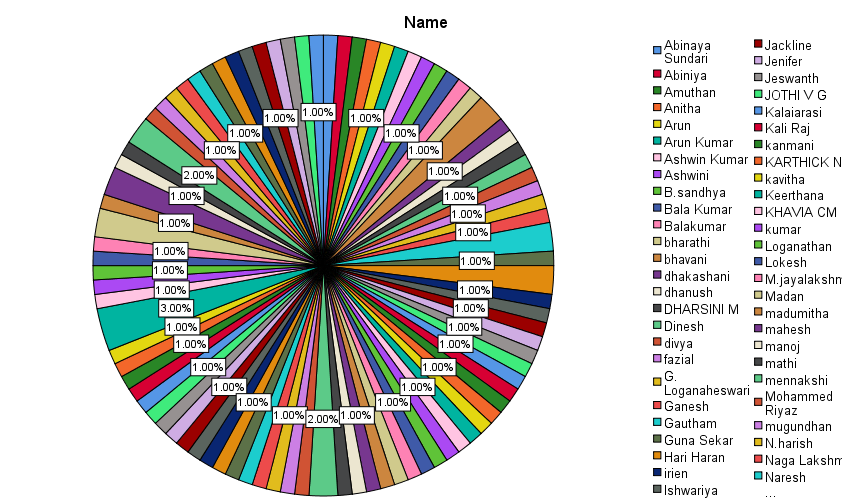 Name
1.00%
1.00%
1.00%
1.00%
1.00%
1.00%
1.00%
1.00%
2.00%
1.00%
1.00%
1.00%
1.00%
1.00%
1.00%
1.00%
1.00%
1.00%
1.00%
1.00%
3.00%
1.00%
1.00%
1.00%
1.00%
1.00%
1.00%
1.00%
1.00%
1.00%
1.00%
1.00%
1.00%
2.00%
1.00%
Abinaya
Sundari
Abiniya
Amuthan
Anitha
Arun
Arun Kumar
Ashwin Kumar
Ashwini
B.sandhya
Bala Kumar
Balakumar
bharathi
bhavani
dhakashani
dhanush
DHARSINI M
Dinesh
divya
fazial
G.
Loganaheswari
Ganesh
Gautham
Guna Sekar
Hari Haran
irien
Ishwariya
Jackline
Jenifer
Jeswanth
JOTHI V G
Kalaiarasi
Kali Raj
kanmani
KARTHICK N
kavitha
Keerthana
KHAVIA CM
kumar
Loganathan
Lokesh
M.jayalakshm
Madan
madumitha
mahesh
manoj
mathi
mennakshi
Mohammed
Riyaz
mugundhan
N.harish
Naga Lakshm
Naresh